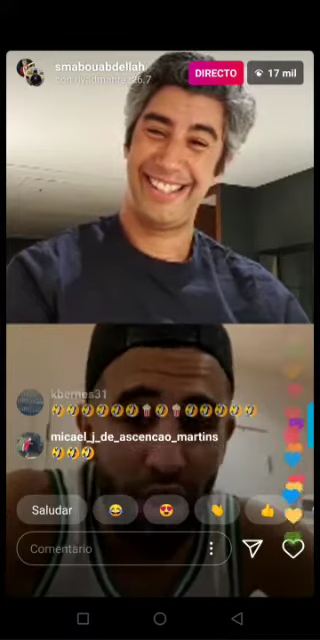 smabouabdellah
DIRECTO
17 mil
kbernes31
🤣🤣🤣🤣🤣🤣🍿🤣🍿🤣🤣🤣🤣🤣
micael_j_de_ascencao_martins
🤣🤣🤣
Saludar 😂 😍 👏 👍
Comentario